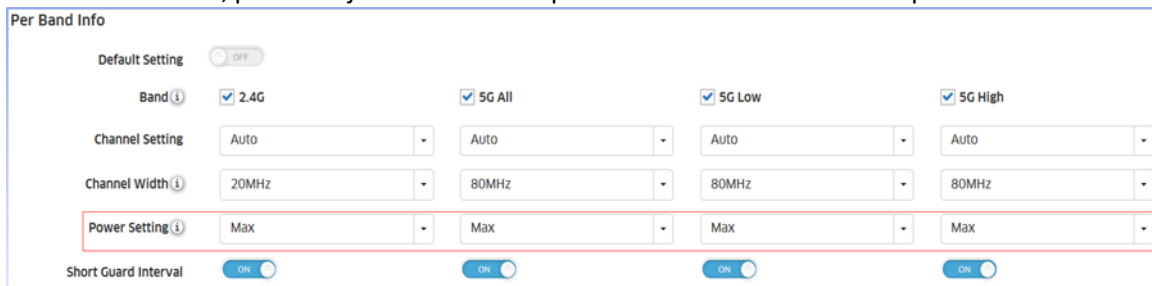 Per Band Info
Default Setting OFF
Band i 2.4G 5G All 5G Low 5G High
Channel Setting Auto Auto Auto Auto
Channel Width i 20MHz 80MHz 80MHz 80MHz
Power Setting i Max Max Max Max
Short Guard Interval ON ON ON ON